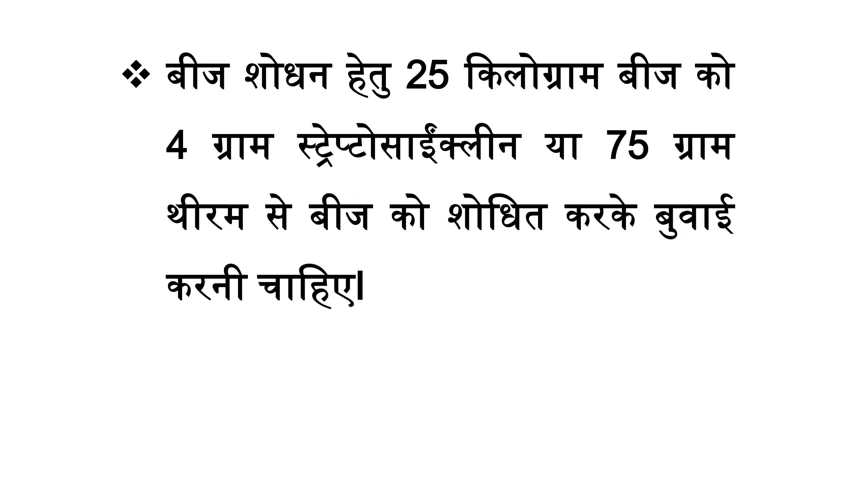 ❖ बीज शोधन हेतु 25 किलोग्राम बीज को
4 ग्राम स्ट्रेप्टोसाईंक्लीन या 75 ग्राम
थीरम से बीज को शोधित करके बुवाई
करनी चाहिए।